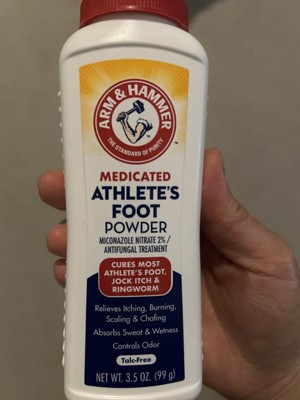 ARM & HAMMER
THE STANDARD OF PURITY
™
MEDICATED
ATHLETE'S
FOOT
POWDER
MICONAZOLE NITRATE 2% /
ANTIFUNGAL TREATMENT
CURES MOST
ATHLETE'S FOOT,
JOCK ITCH &
RINGWORM
Relieves Itching, Burning,
Scaling & Chafing
Absorbs Sweat & Wetness
Controls Odor
Talc-Free
NET WT. 3.5 OZ. (99 g)